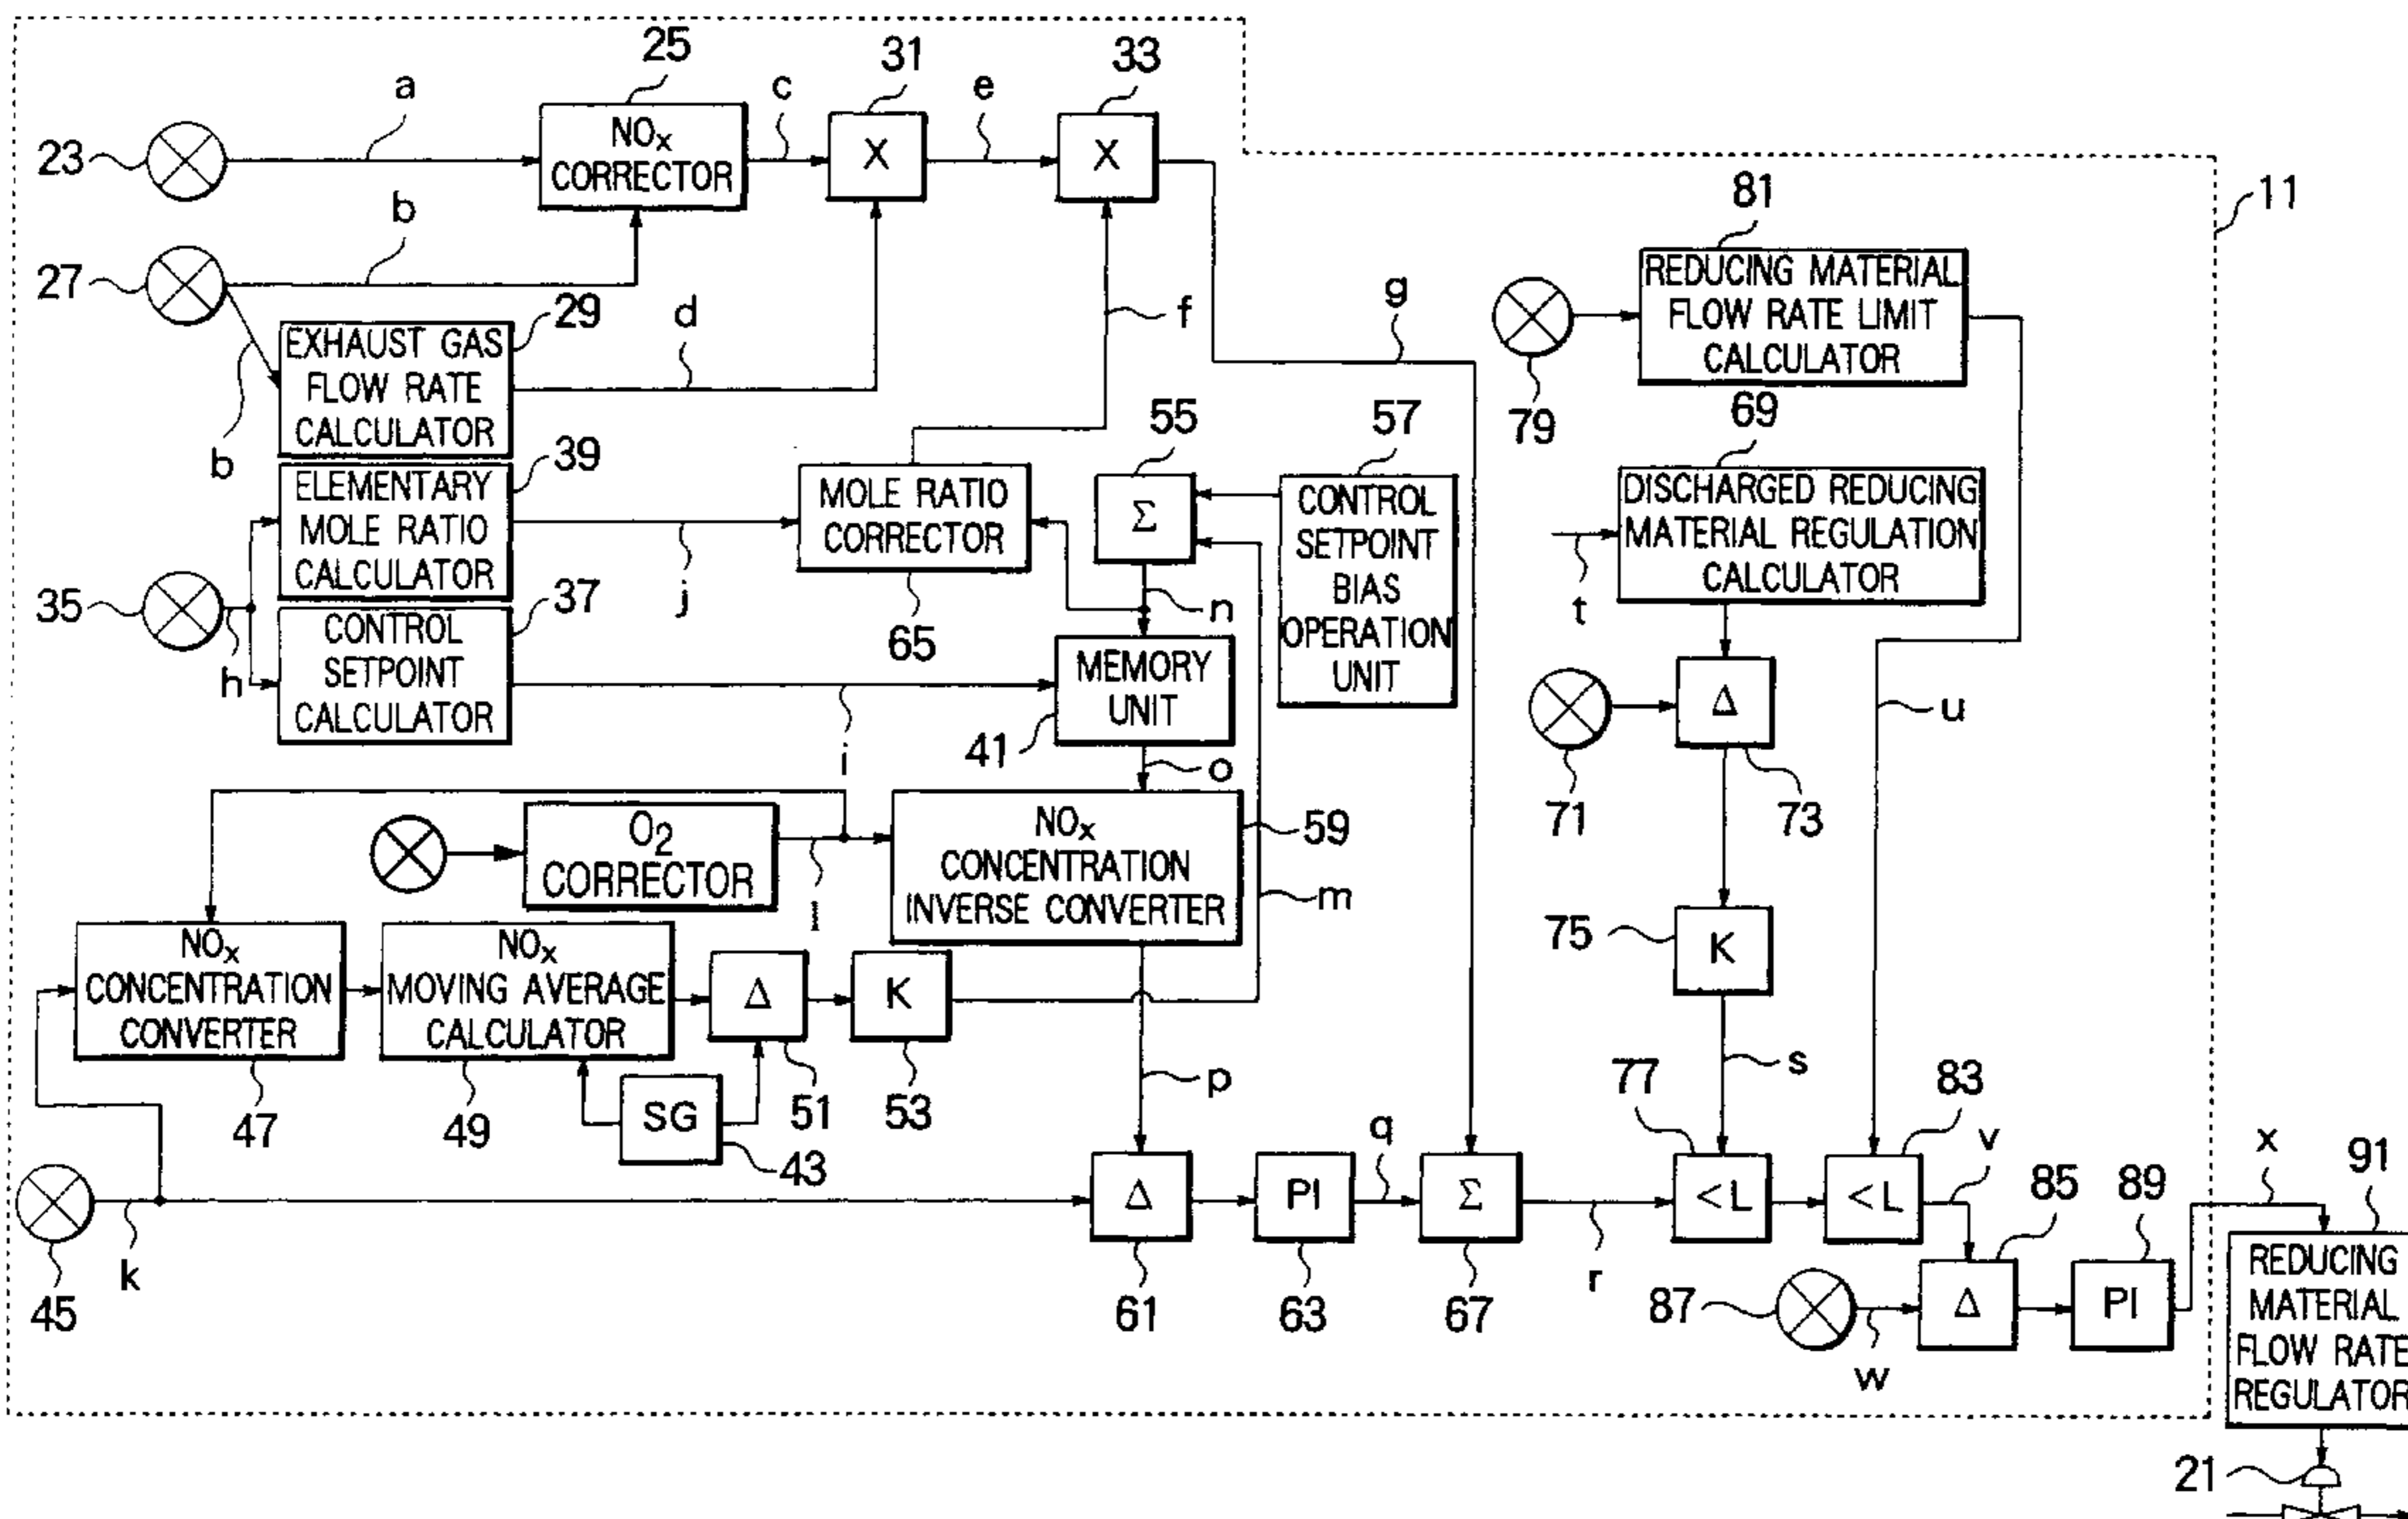 25
31
33
a
c
e
23
NOx
CORRECTOR
X
X
11
b
81
27
29
d
f
g
REDUCING MATERIAL
FLOW RATE LIMIT
CALCULATOR
EXHAUST GAS
FLOW RATE
CALCULATOR
b
55
57
79
69
39
ELEMENTARY
MOLE RATIO
CALCULATOR
MOLE RATIO
CORRECTOR
Σ
CONTROL
SETPOINT
BIAS
OPERATION
UNIT
DISCHARGED REDUCING
MATERIAL REGULATION
CALCULATOR
35
h
37
j
65
n
t
CONTROL
SETPOINT
CALCULATOR
MEMORY
UNIT
Δ
u
i
41
o
71
73
O2
CORRECTOR
l
NOx
CONCENTRATION
INVERSE CONVERTER
59
m
75
K
NOx
CONCENTRATION
CONVERTER
NOx
MOVING AVERAGE
CALCULATOR
Δ
K
47
49
SG
43
51
53
p
77
s
83
45
k
Δ
61
PI
63
q
Σ
67
r
<L
<L
v
85
89
x
91
87
w
Δ
PI
REDUCING
MATERIAL
FLOW RATE
REGULATOR
21